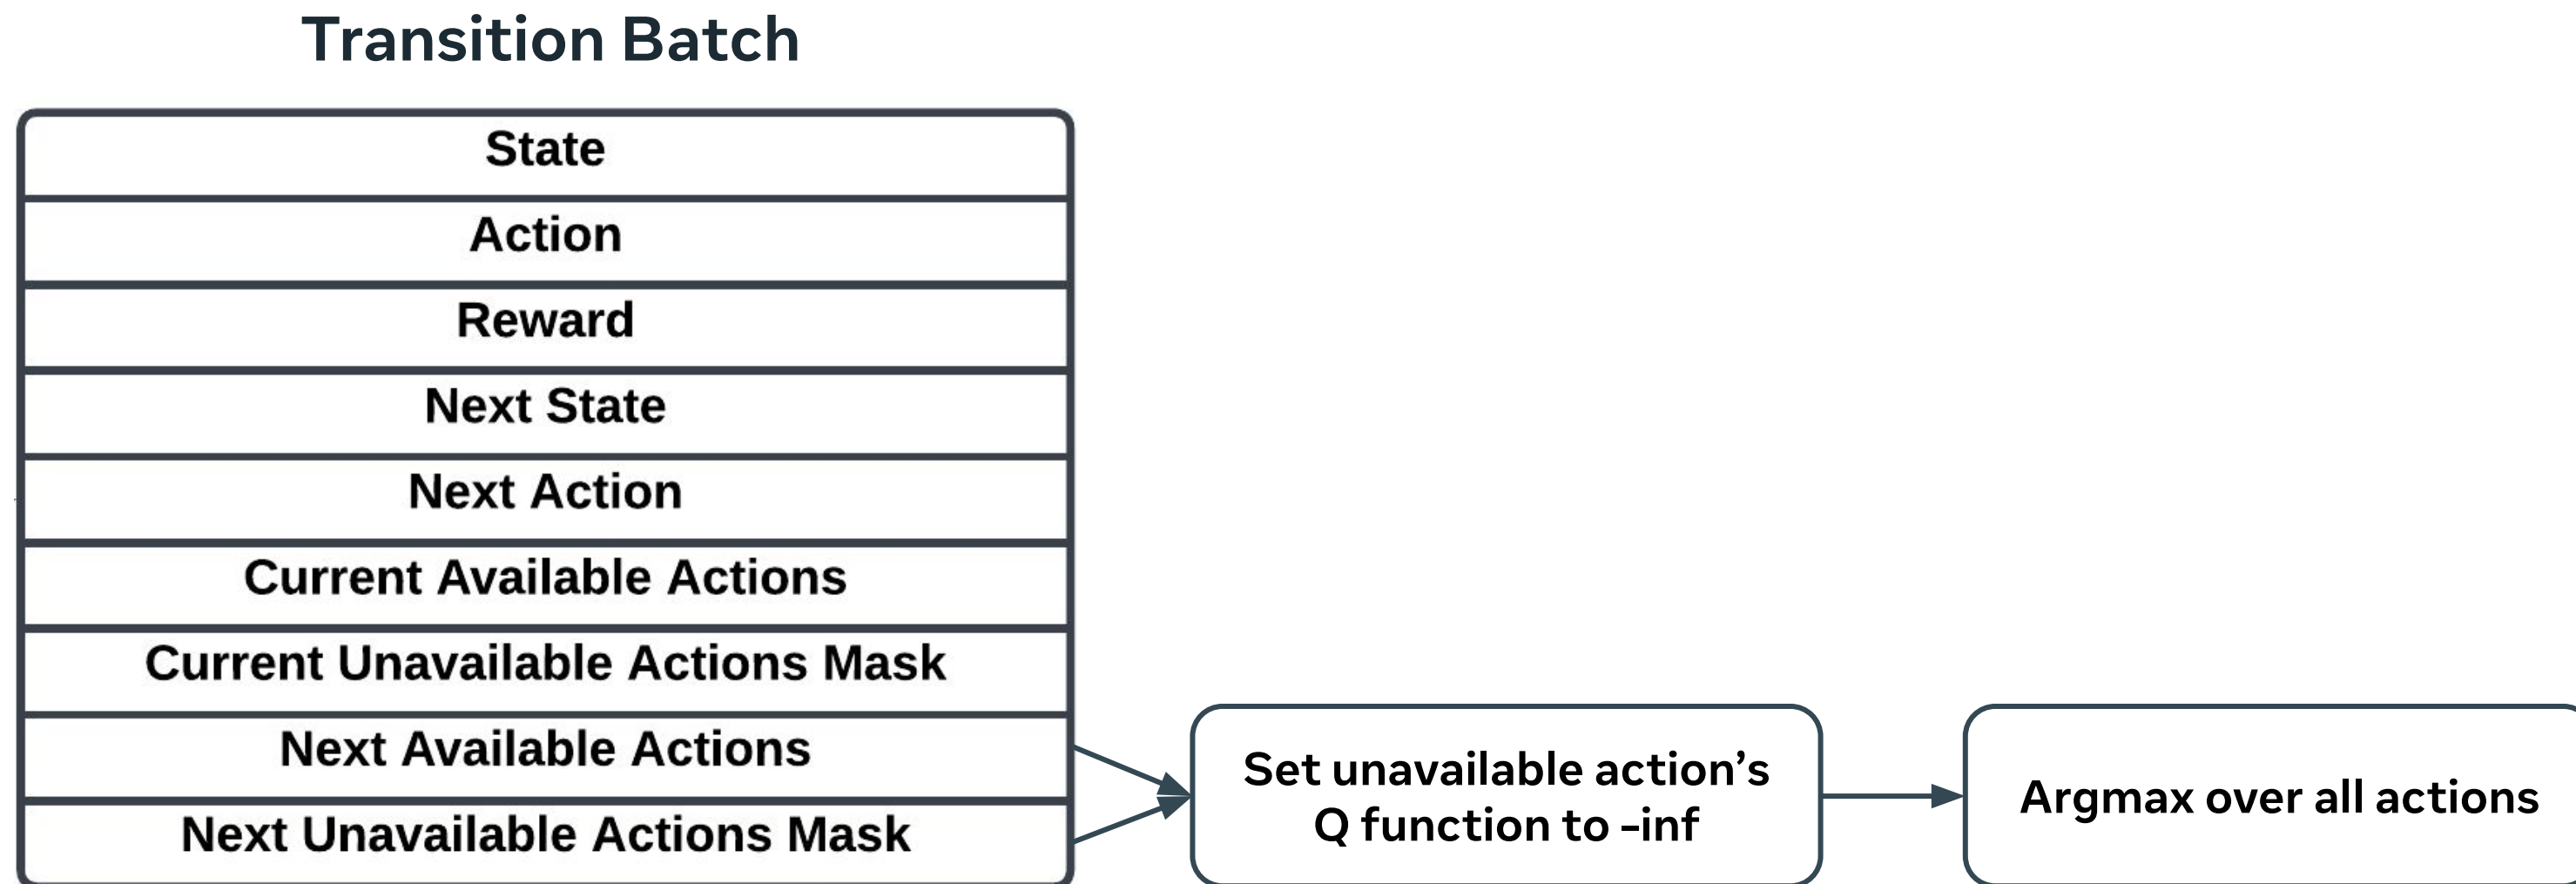 Transition Batch
State
Action
Reward
Next State
Next Action
Current Available Actions
Current Unavailable Actions Mask
Next Available Actions
Next Unavailable Actions Mask
Set unavailable action’s
Q function to -inf
Argmax over all actions